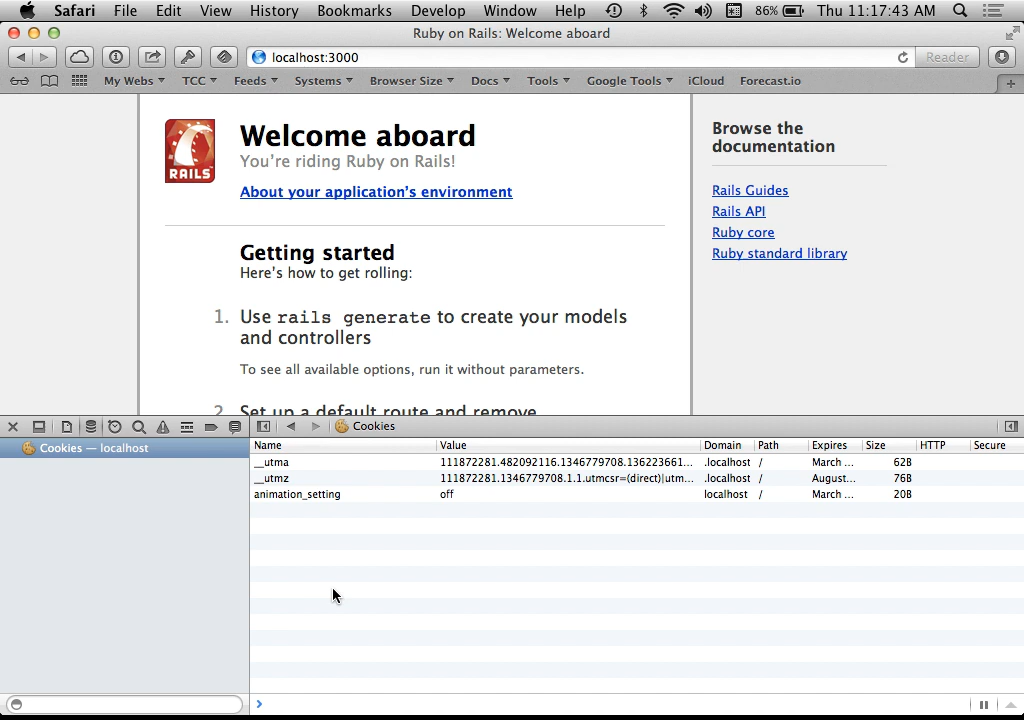 Safari File Edit View History Bookmarks Develop Window Help 86% Thu 11:17:43 AM
Ruby on Rails: Welcome aboard
localhost:3000 Reader
My Webs TCC Feeds Systems Browser Size Docs Tools Google Tools iCloud Forecast.io
RAILS
Welcome aboard
You're riding Ruby on Rails!
About your application's environment
Getting started
Here's how to get rolling:
1. Use rails generate to create your models
and controllers
To see all available options, run it without parameters.
2. Set up a default route and remove
Browse the
documentation
Rails Guides
Rails API
Ruby core
Ruby standard library
Cookies
Cookies — localhost
Name Value Domain Path Expires Size HTTP Secure
__utma 111872281.482092116.1346779708.136223661... .localhost / March ... 62B
__utmz 111872281.1346779708.1.1.utmcsr=(direct)|utm... .localhost / August... 76B
animation_setting off localhost / March ... 20B